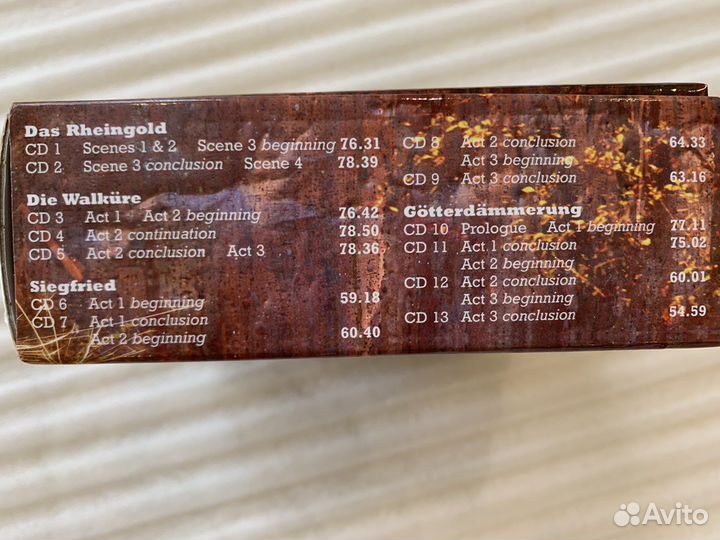 Das Rheingold
CD 1 Scenes 1 & 2 Scene 3 beginning 76.31
CD 2 Scene 3 conclusion Scene 4 78.39
Die Walküre
CD 3 Act 1 Act 2 beginning 76.42
CD 4 Act 2 continuation 78.50
CD 5 Act 2 conclusion Act 3 78.36
Siegfried
CD 6 Act 1 beginning 59.18
CD 7 Act 1 conclusion
Act 2 beginning 60.40
CD 8 Act 2 conclusion 64.33
Act 3 beginning
CD 9 Act 3 conclusion 63.16
Götterdämmerung
CD 10 Prologue Act 1 beginning 77.11
CD 11 Act 1 conclusion 75.02
Act 2 beginning
CD 12 Act 2 conclusion 60.01
Act 3 beginning
CD 13 Act 3 conclusion 54.59
Avito